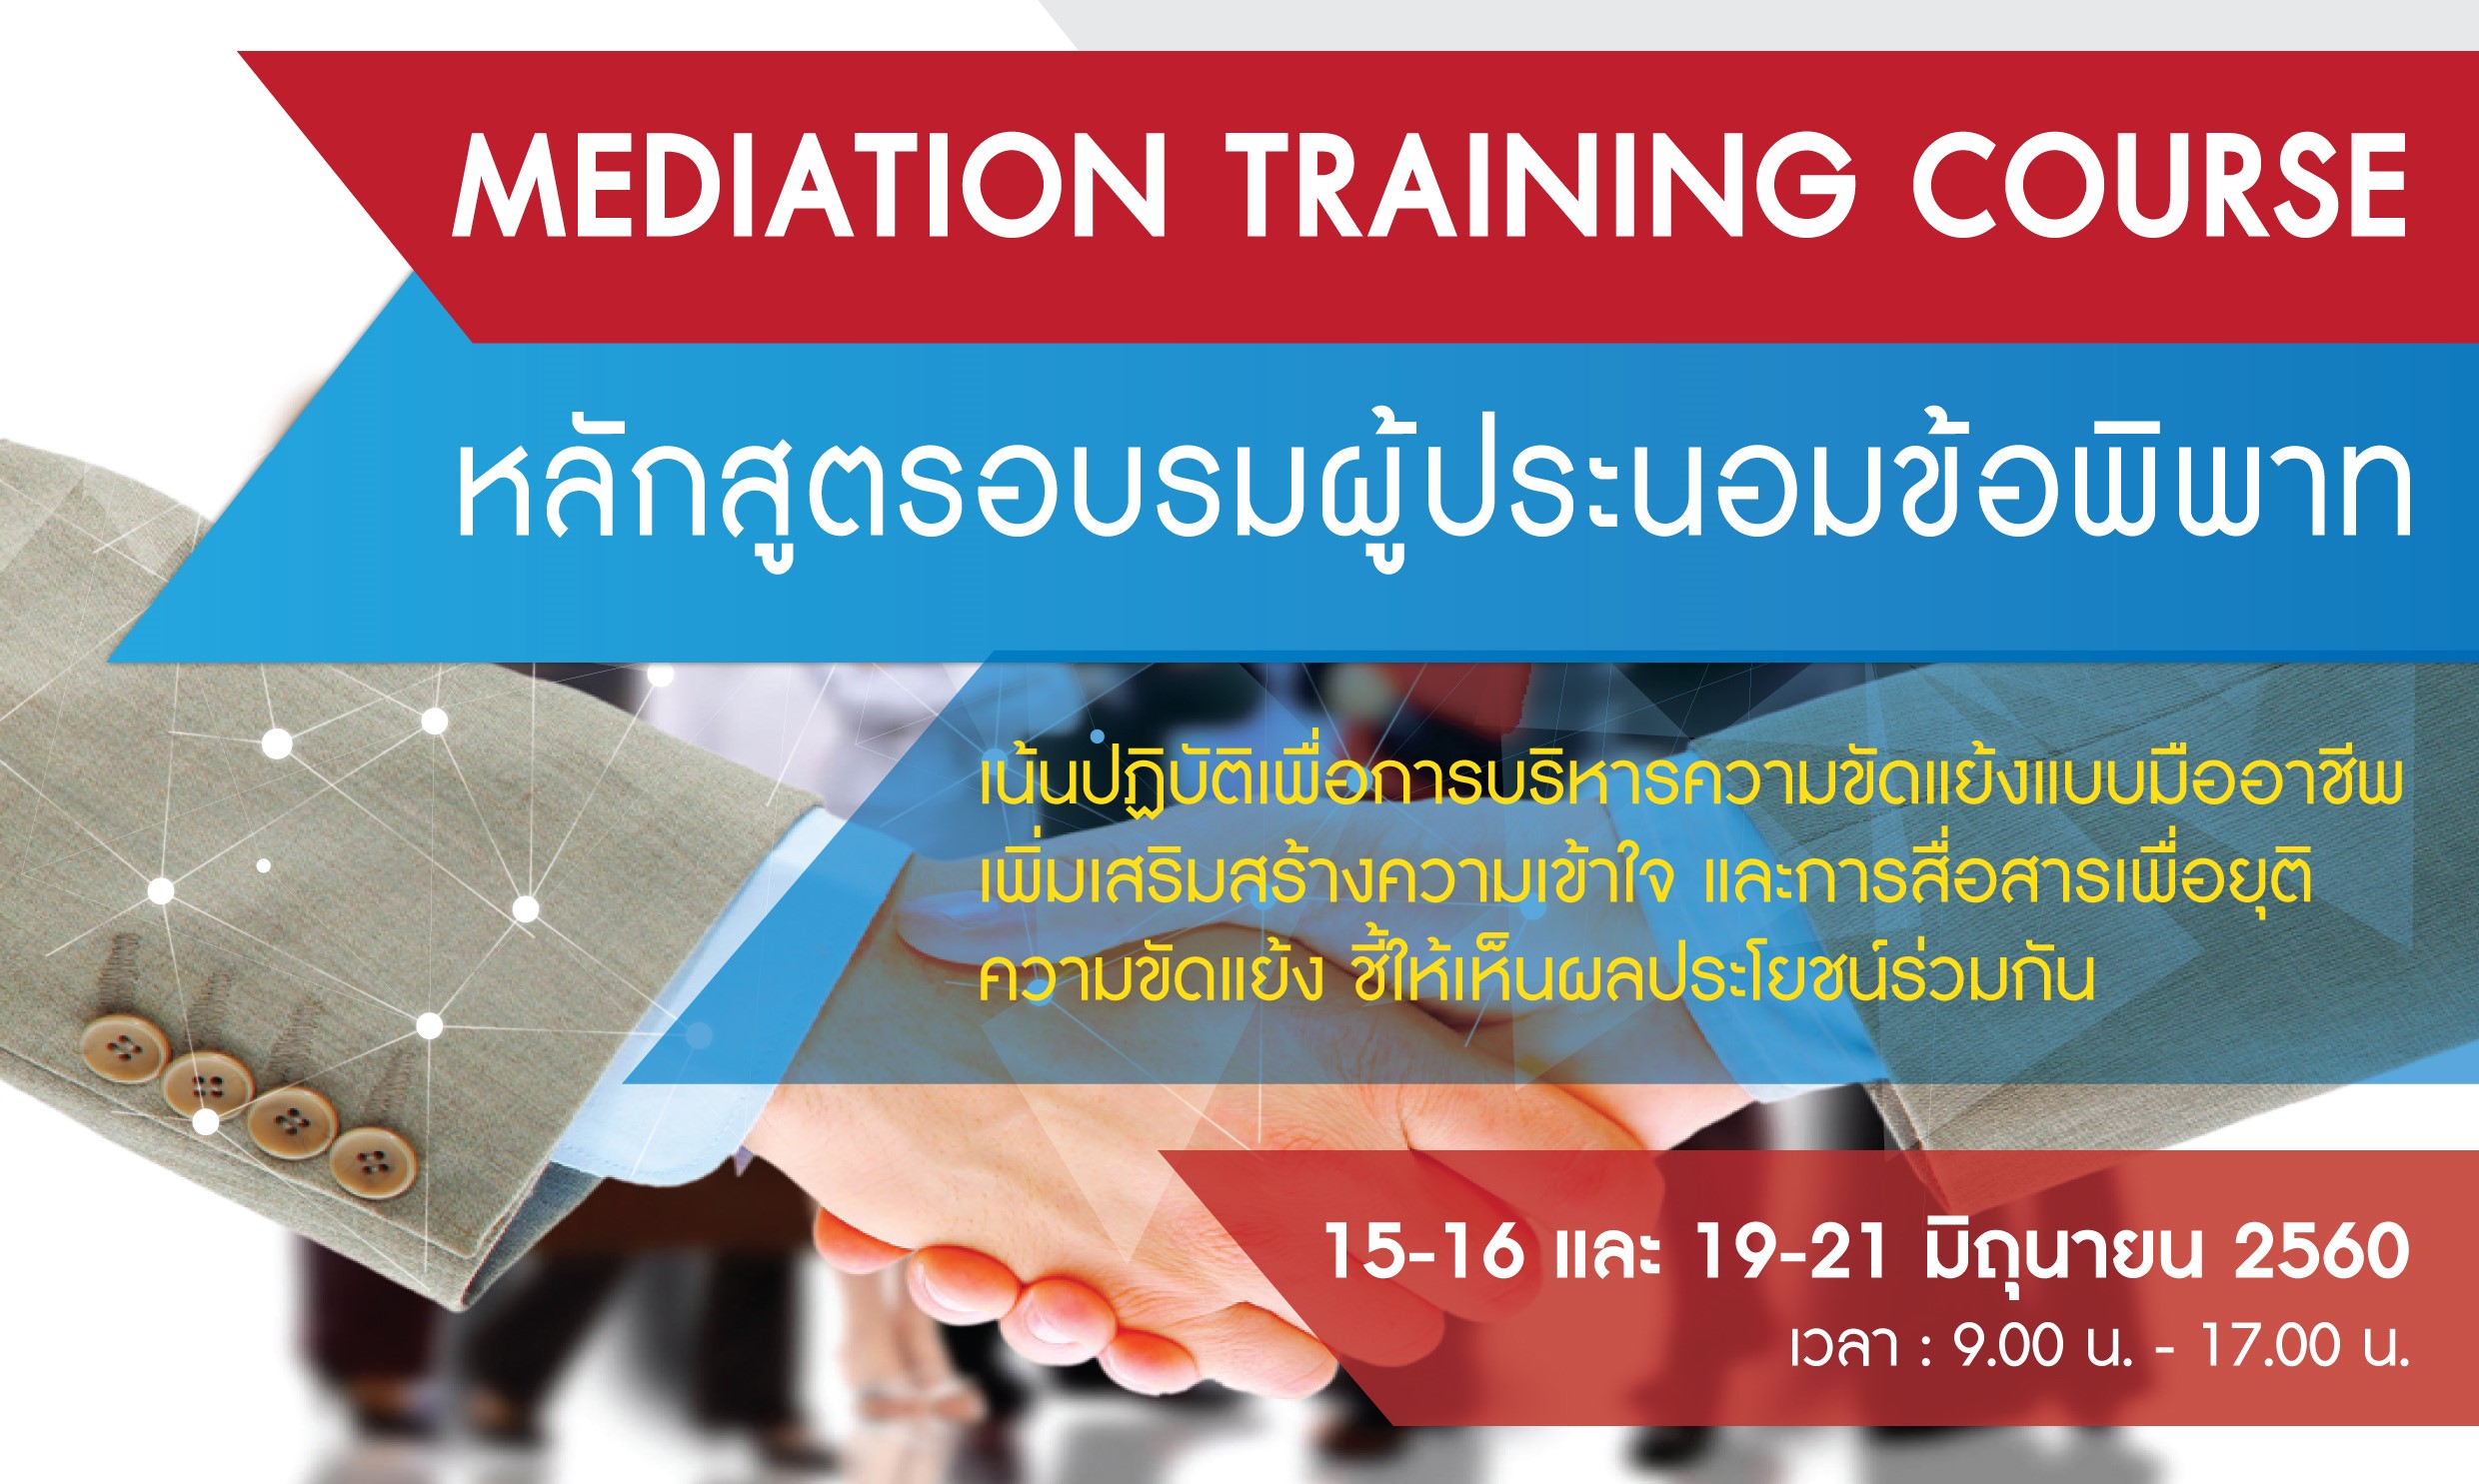 MEDIATION TRAINING COURSE
หลักสูตรอบรมผู้ประนอมข้อพิพาท
เน้นปฏิบัติเพื่อการบริหารความขัดแย้งแบบมืออาชีพ
เพิ่มเสริมสร้างความเข้าใจ และการสื่อสารเพื่อยุติ
ความขัดแย้ง ชี้ให้เห็นผลประโยชน์ร่วมกัน
15-16 และ 19-21 มิถุนายน 2560
เวลา : 9.00 น. - 17.00 น.